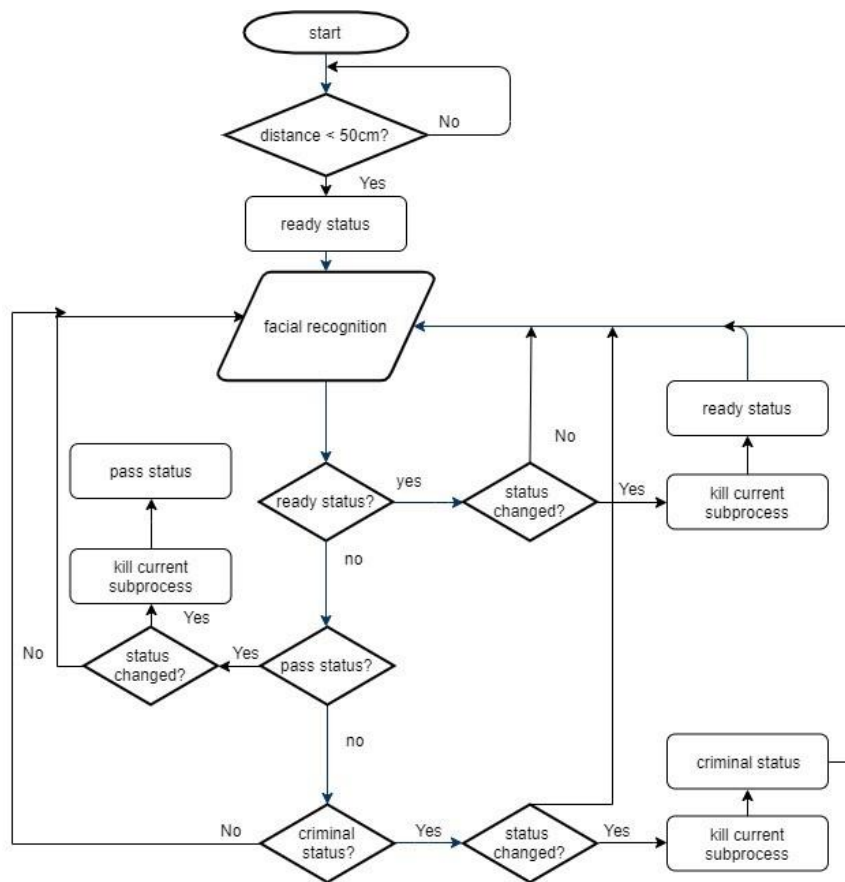 start
No
distance < 50cm?
Yes
ready status
facial recognition
ready status
No
pass status
ready status?
yes
status
changed?
Yes
kill current
subprocess
no
kill current
subprocess
Yes
No
status
changed?
Yes
pass status?
no
criminal status
No
criminal
status?
Yes
status
changed?
Yes
kill current
subprocess